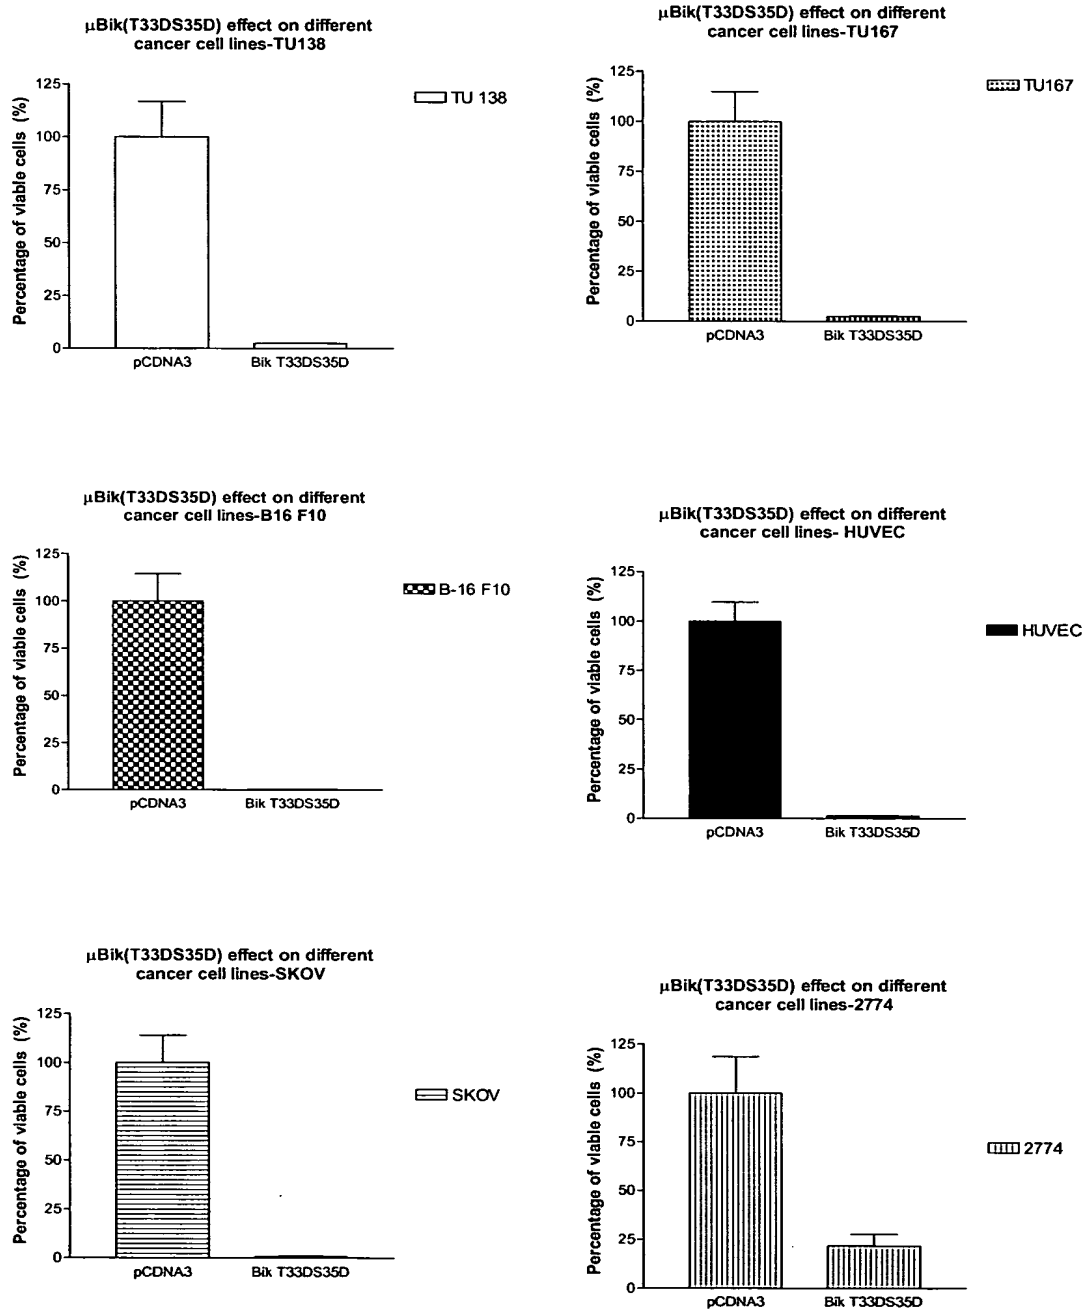 μBik(T33DS35D) effect on different
cancer cell lines-TU138
Percentage of viable cells (%)
125
100
75
50
25
0
pCDNA3
Bik T33DS35D
TU 138
μBik(T33DS35D) effect on different
cancer cell lines-TU167
Percentage of viable cells (%)
125
100
75
50
25
0
pCDNA3
Bik T33DS35D
TU167
μBik(T33DS35D) effect on different
cancer cell lines-B16 F10
Percentage of viable cells (%)
125
100
75
50
25
0
pCDNA3
Bik T33DS35D
B-16 F10
μBik(T33DS35D) effect on different
cancer cell lines- HUVEC
Percentage of viable cells (%)
125
100
75
50
25
0
pCDNA3
Bik T33DS35D
HUVEC
μBik(T33DS35D) effect on different
cancer cell lines-SKOV
Percentage of viable cells (%)
125
100
75
50
25
0
pCDNA3
Bik T33DS35D
SKOV
μBik(T33DS35D) effect on different
cancer cell lines-2774
Percentage of viable cells (%)
125
100
75
50
25
0
pCDNA3
Bik T33DS35D
2774